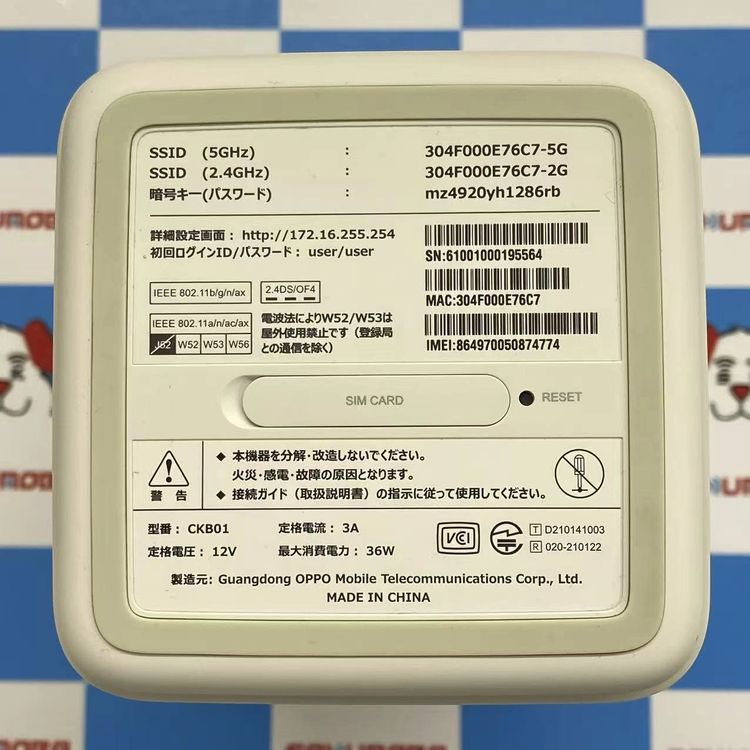 SSID (5GHz) : 304F000E76C7-5G
SSID (2.4GHz) : 304F000E76C7-2G
暗号キー(パスワード) : mz4920yh1286rb
詳細設定画面： http://172.16.255.254
初回ログインID/パスワード： user/user
SN:61001000195564
MAC:304F000E76C7
IMEI:864970050874774
IEEE 802.11b/g/n/ax
2.4DS/OF4
IEEE 802.11a/n/ac/ax
J52 W52 W53 W56
電波法によりW52/W53は
屋外使用禁止です（登録局
との通信を除く）
SIM CARD
RESET
警告
◆ 本機器を分解・改造しないでください。
火災・感電・故障の原因となります。
◆ 接続ガイド（取扱説明書）の指示に従って使用してください。
型番： CKB01
定格電流： 3A
定格電圧： 12V
最大消費電力： 36W
VCI
T D210141003
R 020-210122
製造元: Guangdong OPPO Mobile Telecommunications Corp., Ltd.
MADE IN CHINA